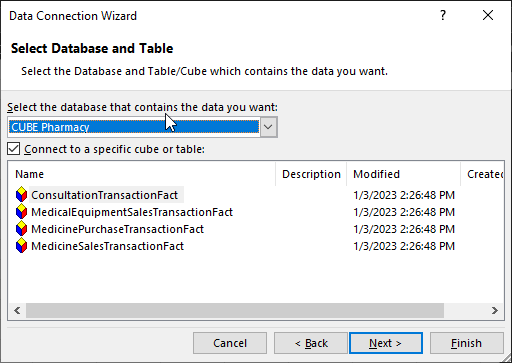 Data Connection Wizard ? ×
Select Database and Table
Select the Database and Table/Cube which contains the data you want.
Select the database that contains the data you want:
CUBE Pharmacy
Connect to a specific cube or table:
Name Description Modified Created
ConsultationTransactionFact 1/3/2023 2:26:48 PM
MedicalEquipmentSalesTransactionFact 1/3/2023 2:26:48 PM
MedicinePurchaseTransactionFact 1/3/2023 2:26:48 PM
MedicineSalesTransactionFact 1/3/2023 2:26:48 PM
Cancel < Back Next > Finish